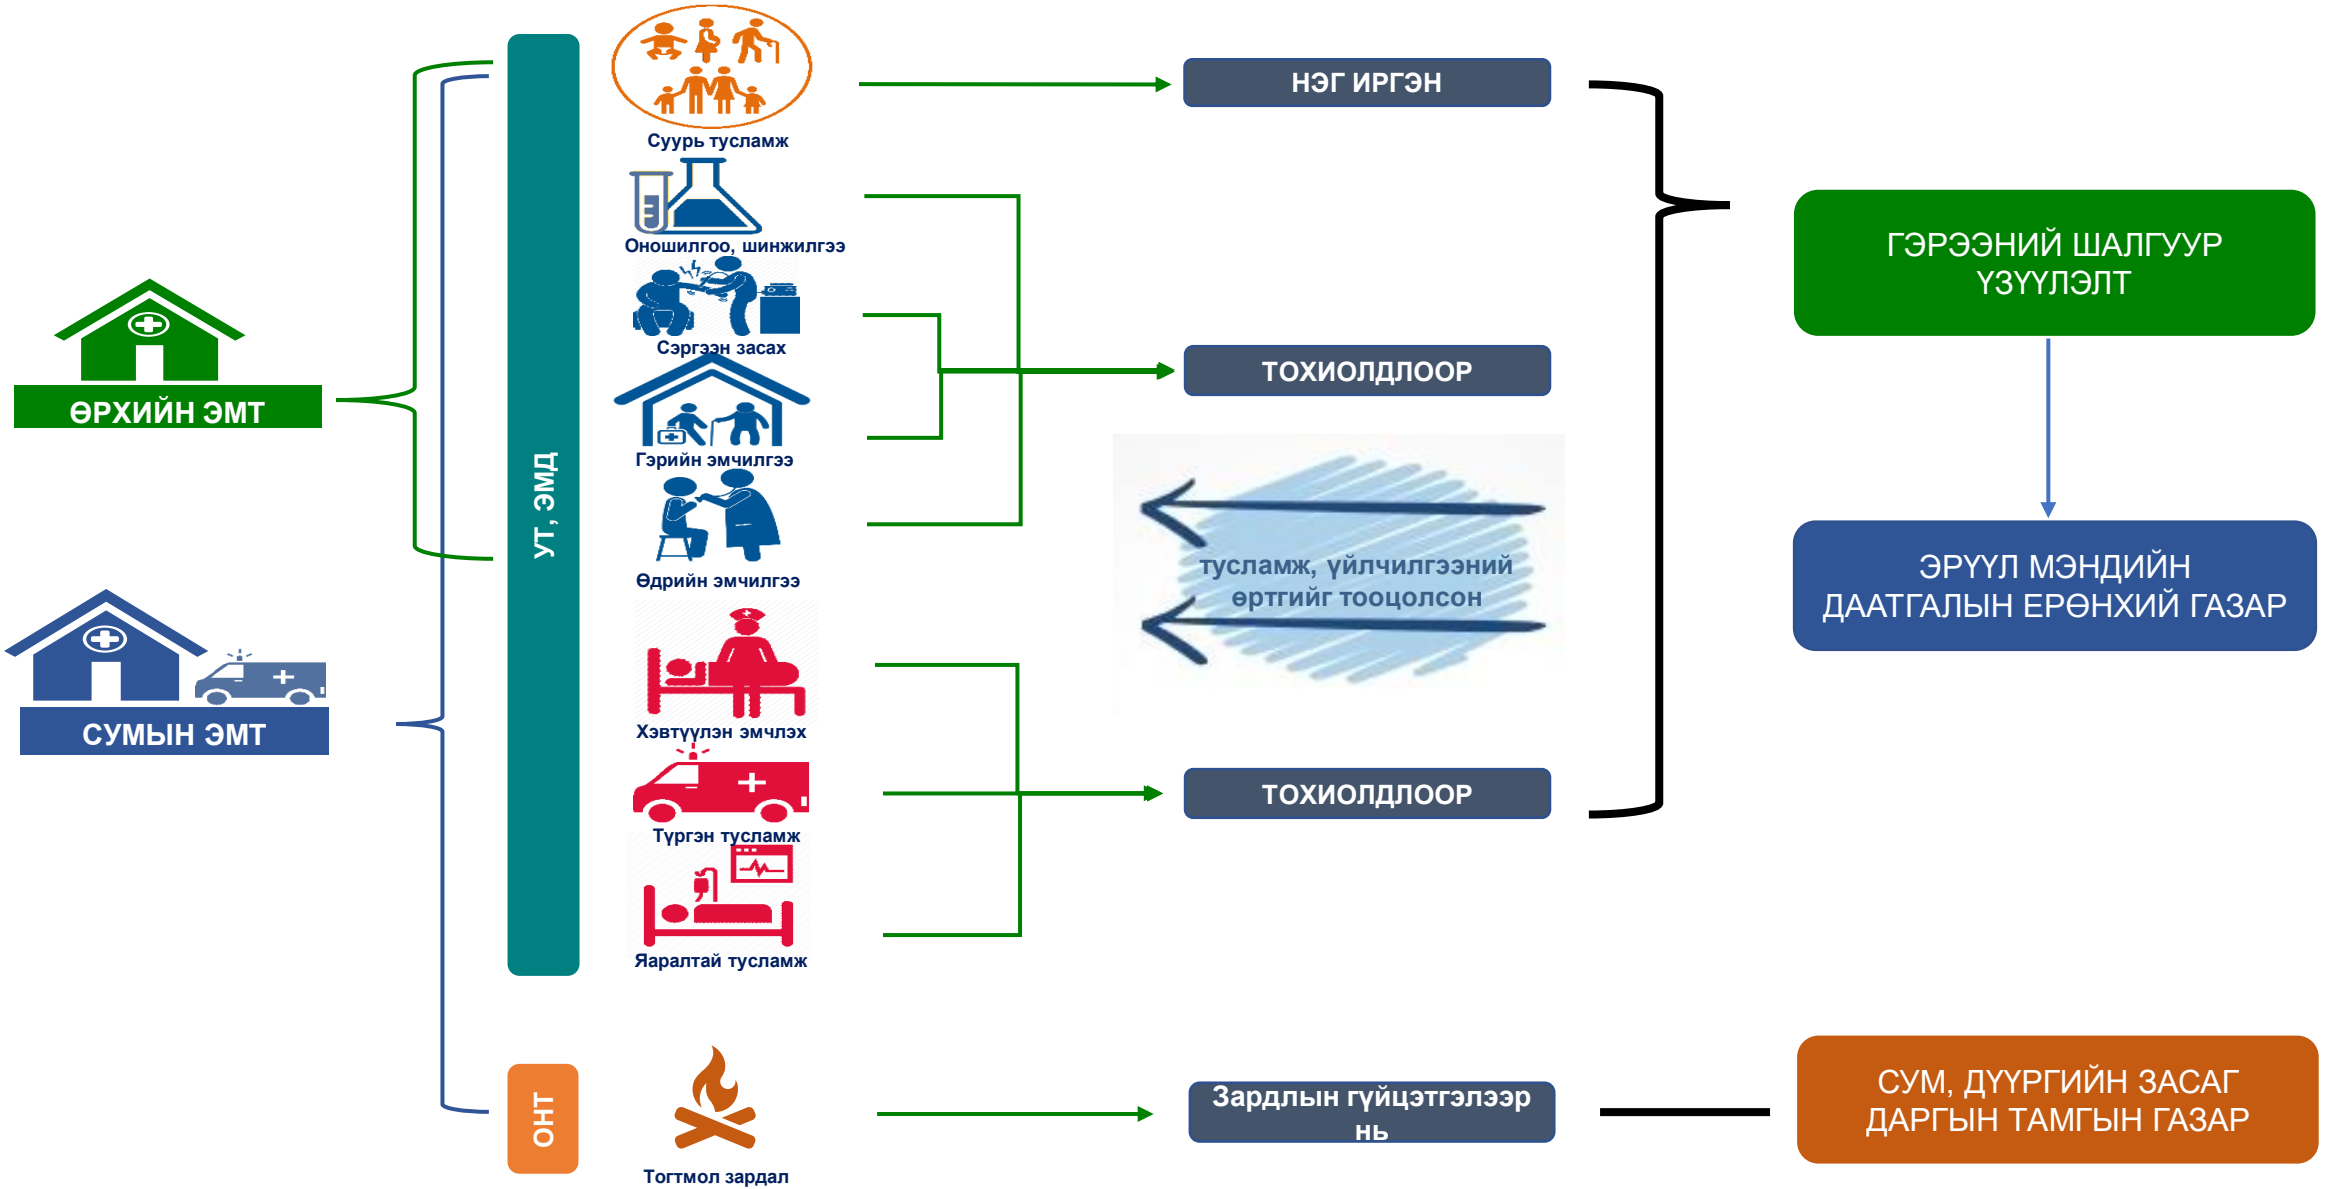 ӨРХИЙН ЭМТ
СУМЫН ЭМТ
УТ, ЭМД
ОНТ
Суурь тусламж
Оношилгоо, шинжилгээ
Сэргээн засах
Гэрийн эмчилгээ
Өдрийн эмчилгээ
Хэвтүүлэн эмчлэх
Түргэн тусламж
Яаралтай тусламж
Тогтмол зардал
НЭГ ИРГЭН
ТОХИОЛДЛООР
тусламж, үйлчилгээний
өртгийг тооцолсон
ТОХИОЛДЛООР
Зардлын гүйцэтгэлээр
нь
ГЭРЭЭНИЙ ШАЛГУУР
ҮЗҮҮЛЭЛТ
ЭРҮҮЛ МЭНДИЙН
ДААТГАЛЫН ЕРӨНХИЙ ГАЗАР
СУМ, ДҮҮРГИЙН ЗАСАГ
ДАРГЫН ТАМГЫН ГАЗАР